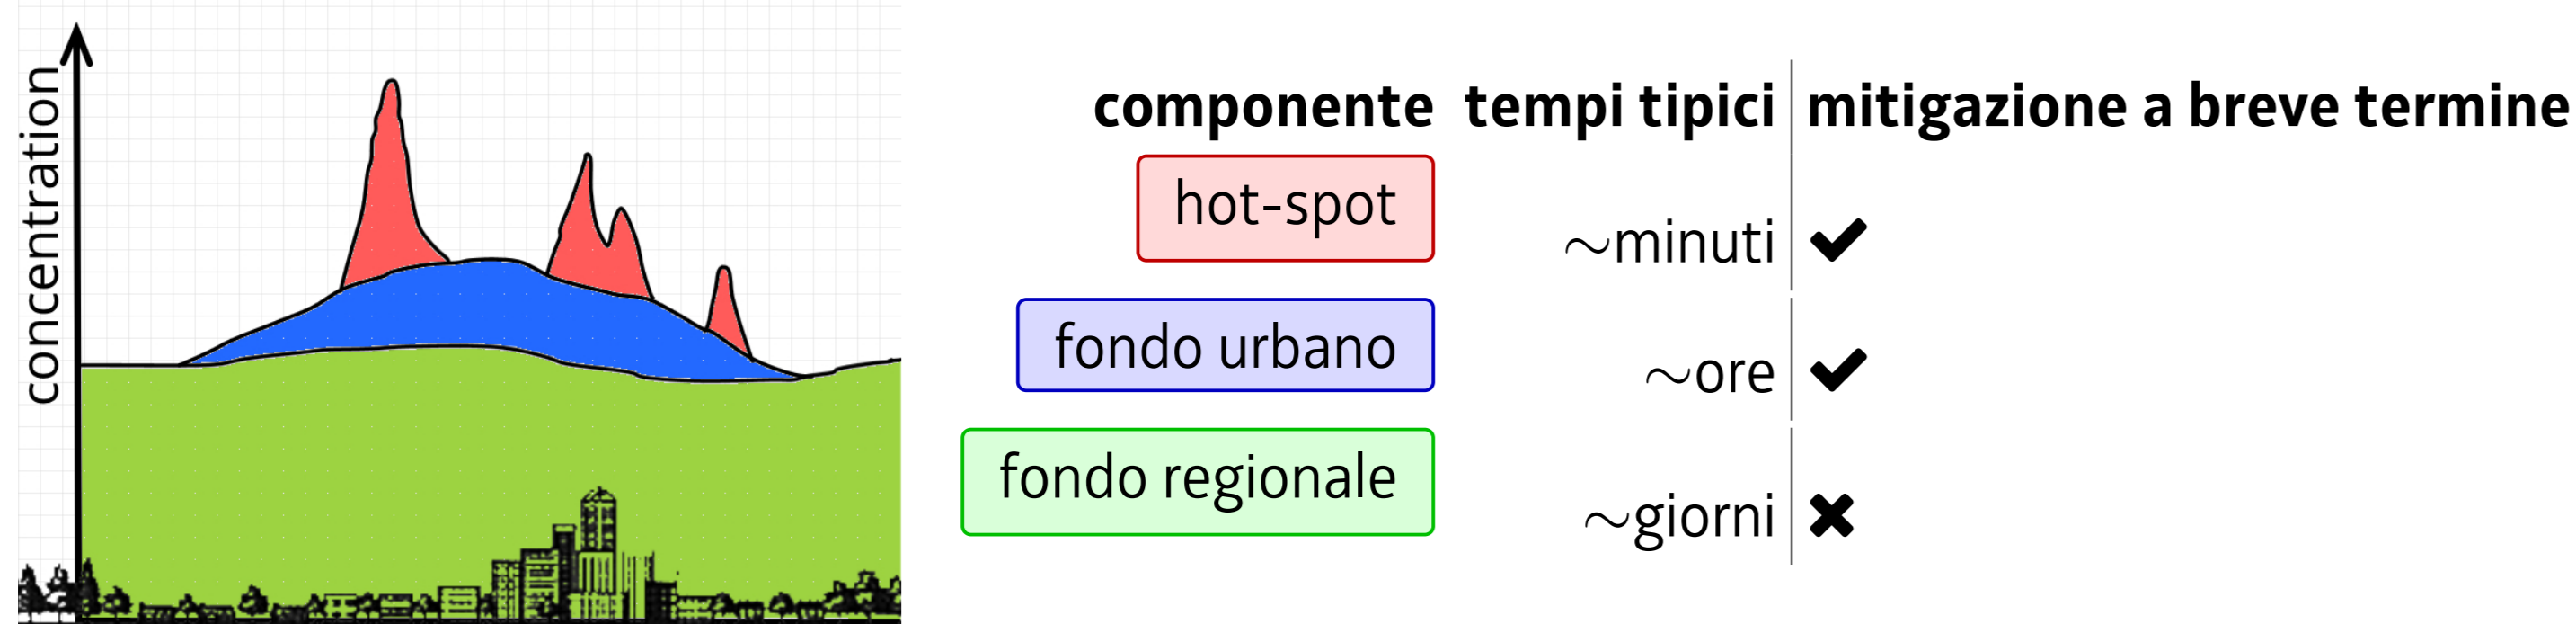 concentration
componente tempi tipici mitigazione a breve termine
hot-spot
~minuti ✔
fondo urbano
~ore ✔
fondo regionale
~giorni ✖